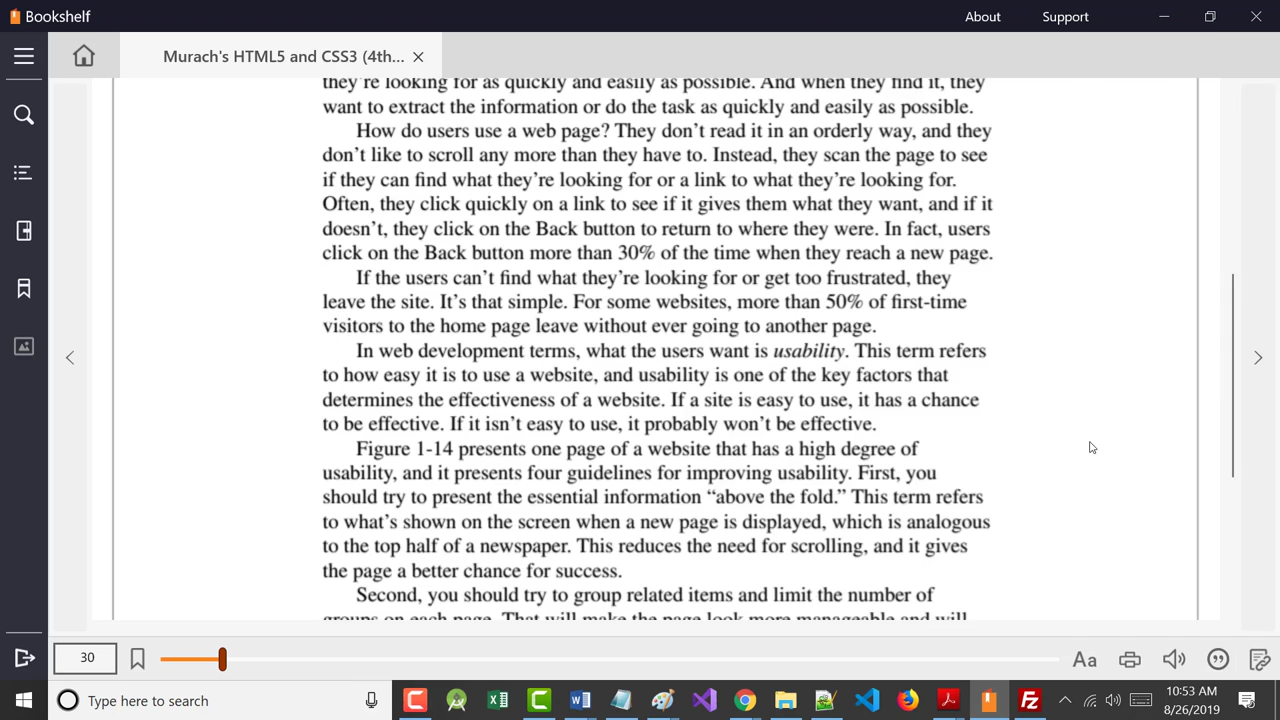 Bookshelf
About
Support
Murach's HTML5 and CSS3 (4th...
they're looking for as quickly and easily as possible. And when they find it, they
want to extract the information or do the task as quickly and easily as possible.
How do users use a web page? They don't read it in an orderly way, and they
don't like to scroll any more than they have to. Instead, they scan the page to see
if they can find what they're looking for or a link to what they're looking for.
Often, they click quickly on a link to see if it gives them what they want, and if it
doesn't, they click on the Back button to return to where they were. In fact, users
click on the Back button more than 30% of the time when they reach a new page.
If the users can't find what they're looking for or get too frustrated, they
leave the site. It's that simple. For some websites, more than 50% of first-time
visitors to the home page leave without ever going to another page.
In web development terms, what the users want is usability. This term refers
to how easy it is to use a website, and usability is one of the key factors that
determines the effectiveness of a website. If a site is easy to use, it has a chance
to be effective. If it isn't easy to use, it probably won't be effective.
Figure 1-14 presents one page of a website that has a high degree of
usability, and it presents four guidelines for improving usability. First, you
should try to present the essential information “above the fold.” This term refers
to what's shown on the screen when a new page is displayed, which is analogous
to the top half of a newspaper. This reduces the need for scrolling, and it gives
the page a better chance for success.
Second, you should try to group related items and limit the number of
groups on each page. That will make the page look more manageable and will
30
Aa
Type here to search
10:53 AM
8/26/2019